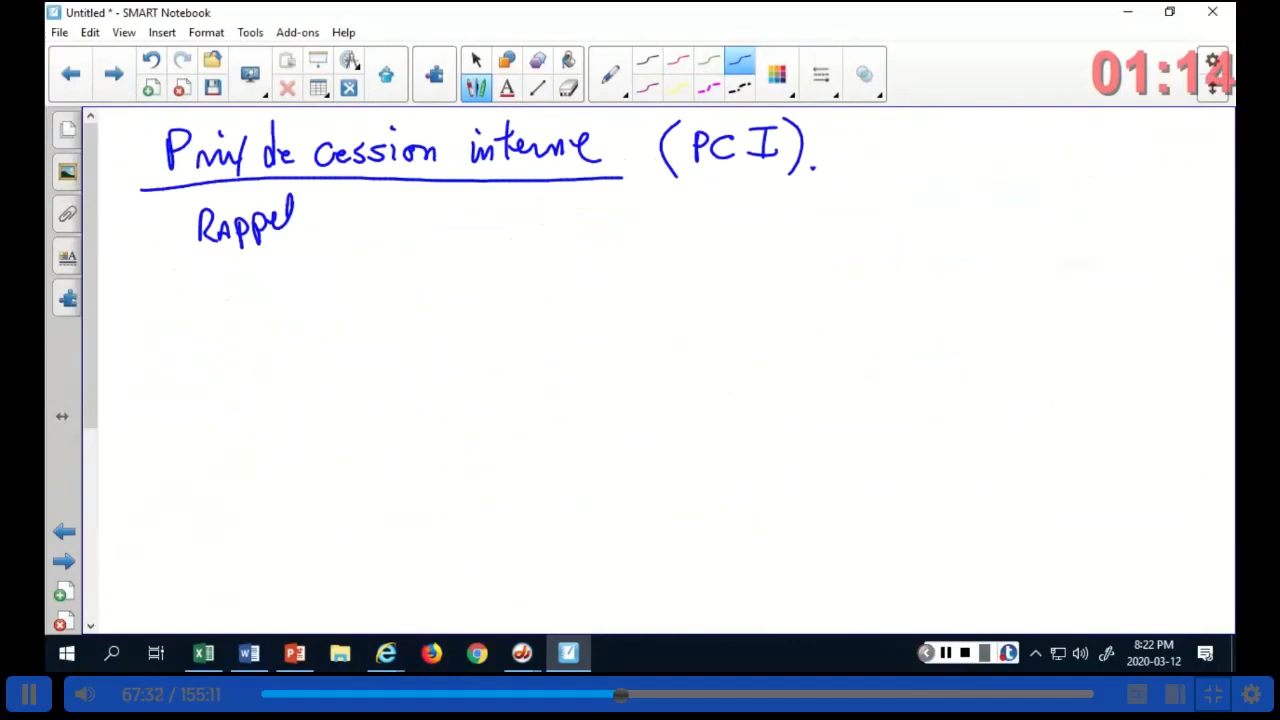 Untitled * - SMART Notebook
File Edit View Insert Format Tools Add-ons Help
01:14
Prix de cession interne (PCI).
Rappel
8:22 PM
2020-03-12
67:32 / 155:11